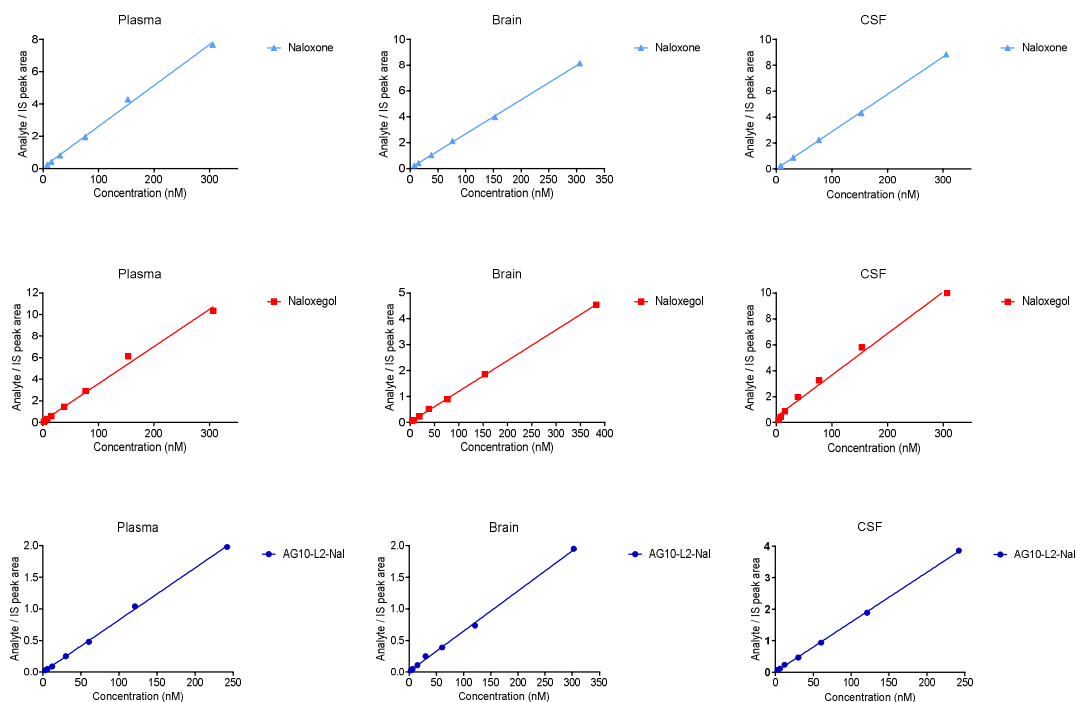 Plasma
Analyte / IS peak area
8
6
4
2
0
0 100 200 300
Concentration (nM)
Naloxone
Brain
Analyte / IS peak area
10
8
6
4
2
0
0 50 100 150 200 250 300 350
Concentration (nM)
Naloxone
CSF
Analyte / IS peak area
10
8
6
4
2
0
0 100 200 300
Concentration (nM)
Naloxone
Plasma
Analyte / IS peak area
12
10
8
6
4
2
0
0 100 200 300
Concentration (nM)
Naloxegol
Brain
Analyte / IS peak area
5
4
3
2
1
0
0 50 100 150 200 250 300 350 400
Concentration (nM)
Naloxegol
CSF
Analyte / IS peak area
10
8
6
4
2
0
0 100 200 300
Concentration (nM)
Naloxegol
Plasma
Analyte / IS peak area
2.0
1.5
1.0
0.5
0.0
0 50 100 150 200 250
Concentration (nM)
AG10-L2-Nal
Brain
Analyte / IS peak area
2.0
1.5
1.0
0.5
0.0
0 50 100 150 200 250 300 350
Concentration (nM)
AG10-L2-Nal
CSF
Analyte / IS peak area
4
3
2
1
0
0 50 100 150 200 250
Concentration (nM)
AG10-L2-Nal